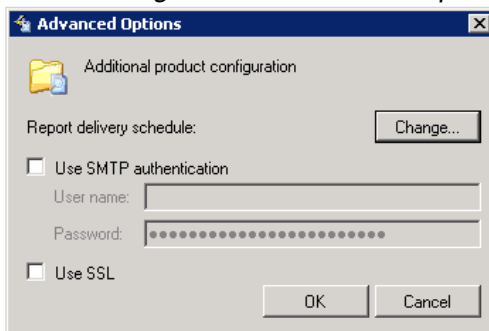 Advanced Options
Additional product configuration
Report delivery schedule:
Change...
Use SMTP authentication
User name:
Password: ●●●●●●●●●●●●●●●●●●●●●●●●
Use SSL
OK
Cancel